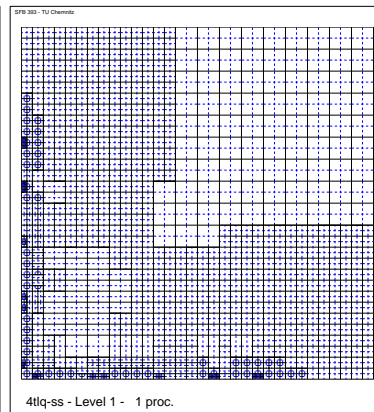 SFB 393 - TU Chemnitz
4tlq-ss - Level 1 - 1 proc.